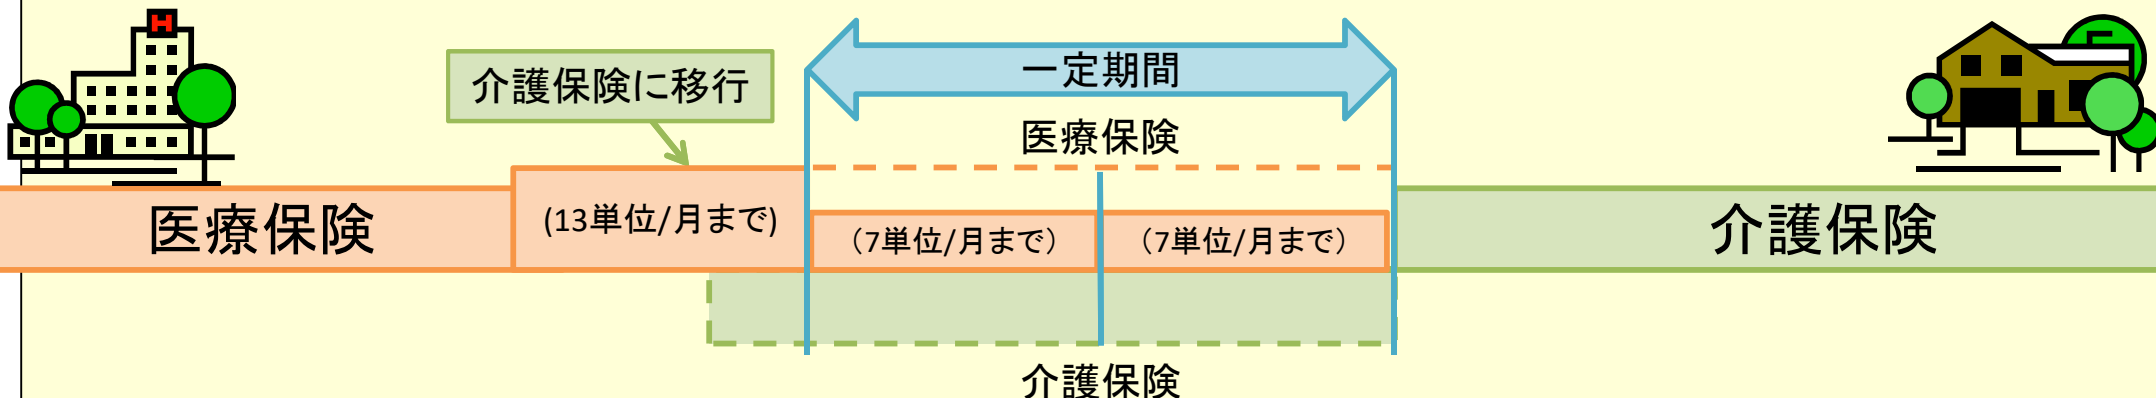 H
介護保険に移行
一定期間
医療保険
医療保険
(13単位/月まで)
（7単位/月まで）
（7単位/月まで）
介護保険
介護保険